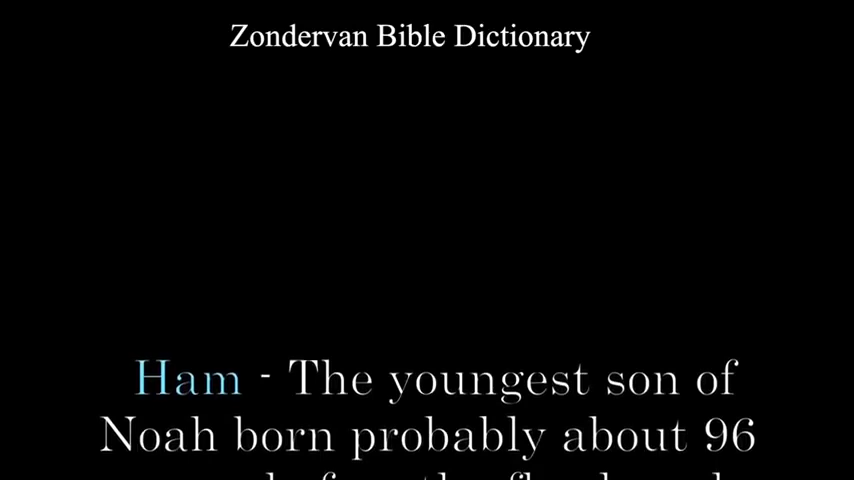 Zondervan Bible Dictionary
Ham - The youngest son of
Noah born probably about 96